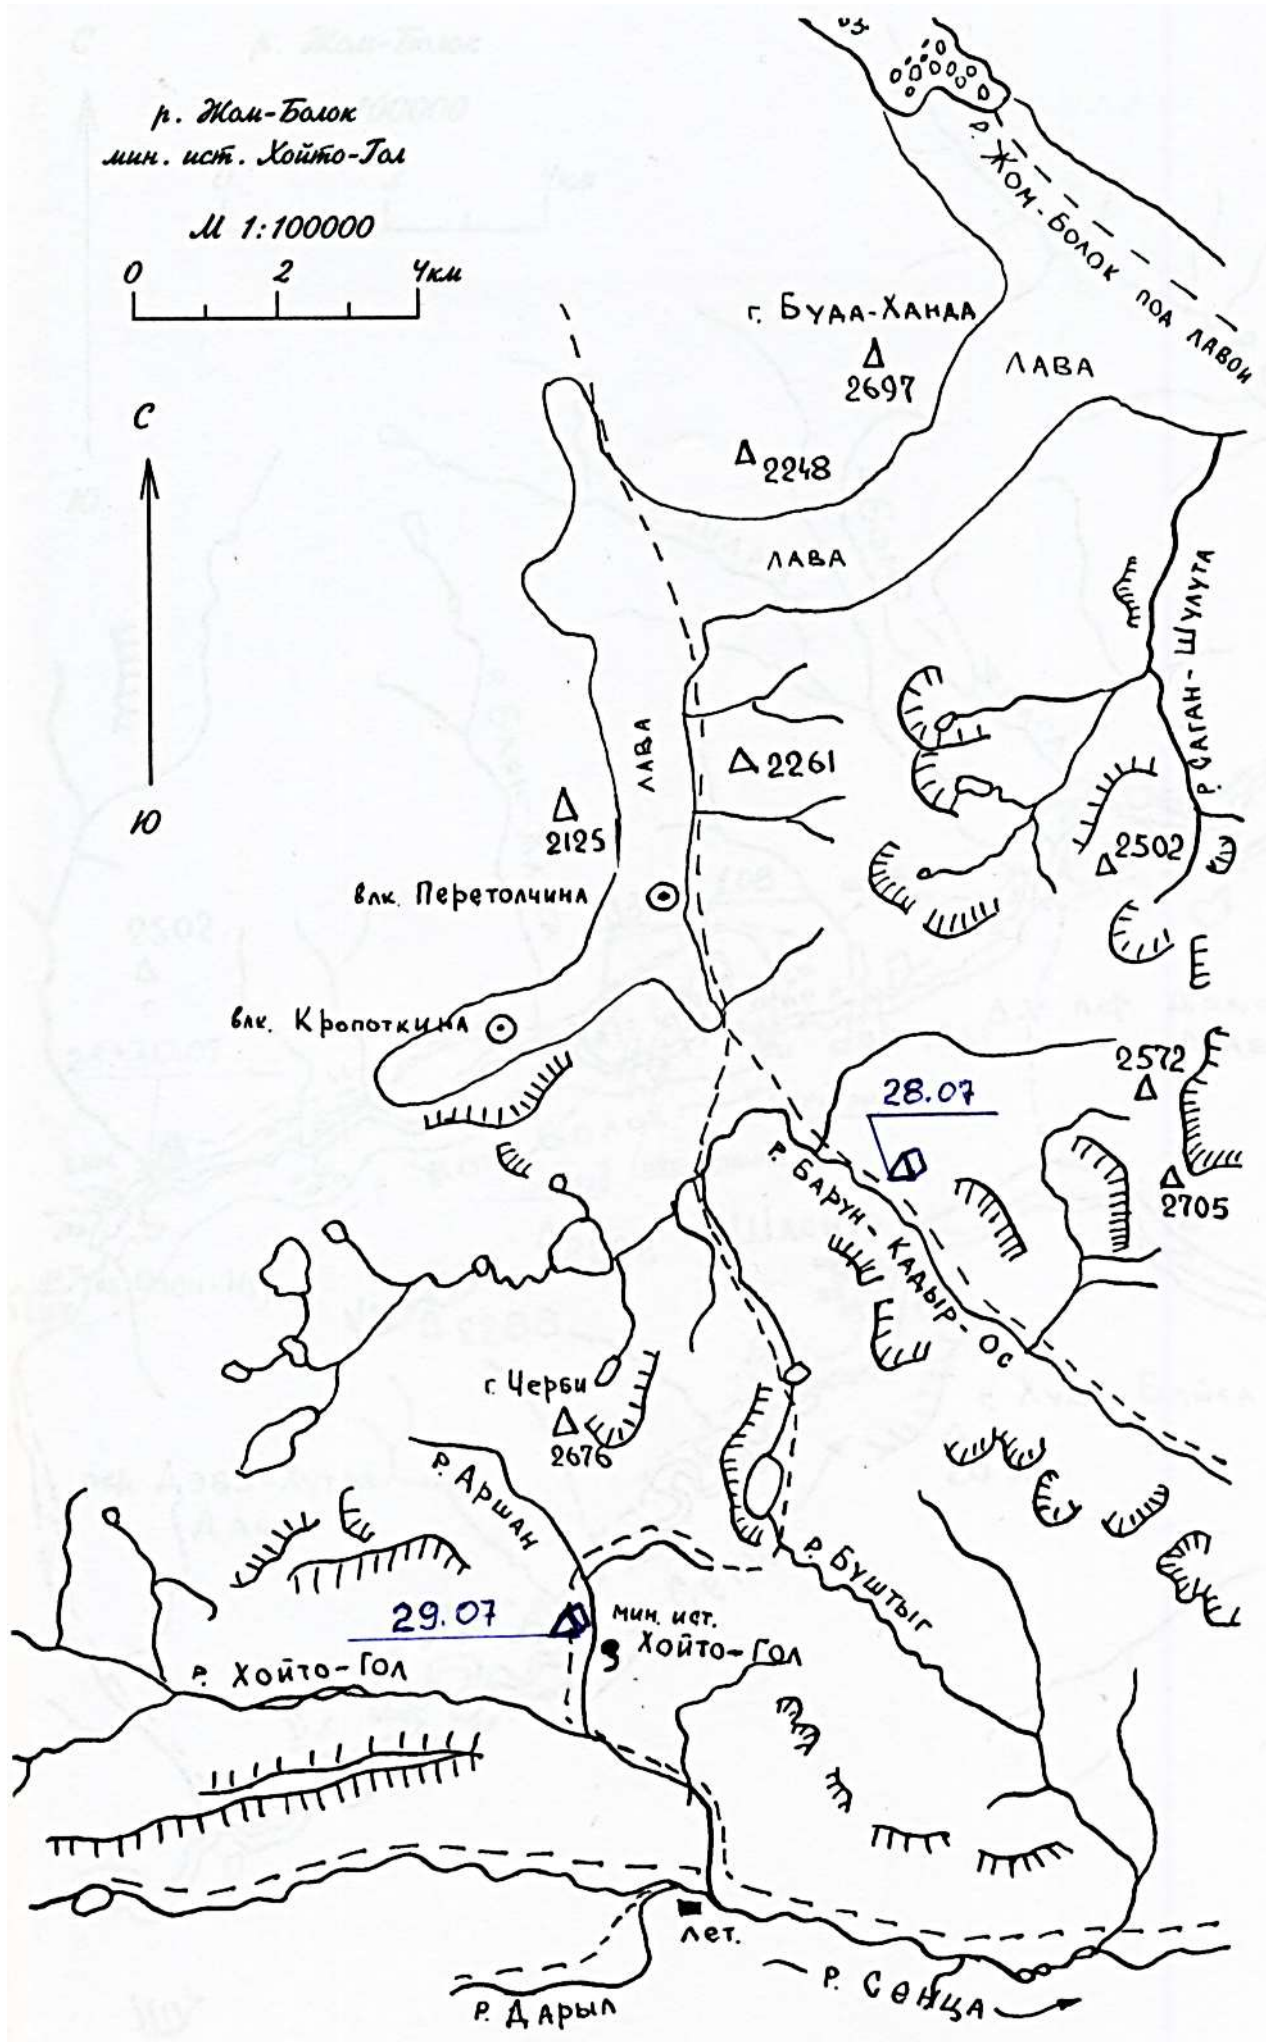 оз
р. Жом-Болок
мин. ист. Хойто-Гол
М 1:100000
0 2 4км
Р. ЖОМ-БОЛОК ПОД ЛАВОЙ
г. БУДА-ХАНДА
2697
ЛАВА
С
2248
ЛАВА
Р. САГАН-ШУЛУТА
ЛАВА
2261
Ю
2125
2502
влк. Перетолчина
влк. Кропоткина
2572
28.07
Р. БАРУН-КАДЫР-ОС
2705
г. Черби
2676
Р. АРШАН
Р. БУШТЫГ
29.07
мин. ист.
ХОЙТО-ГОЛ
Р. ХОЙТО-ГОЛ
лет.
Р. СЕНЦА
Р. ДАРЫЛ